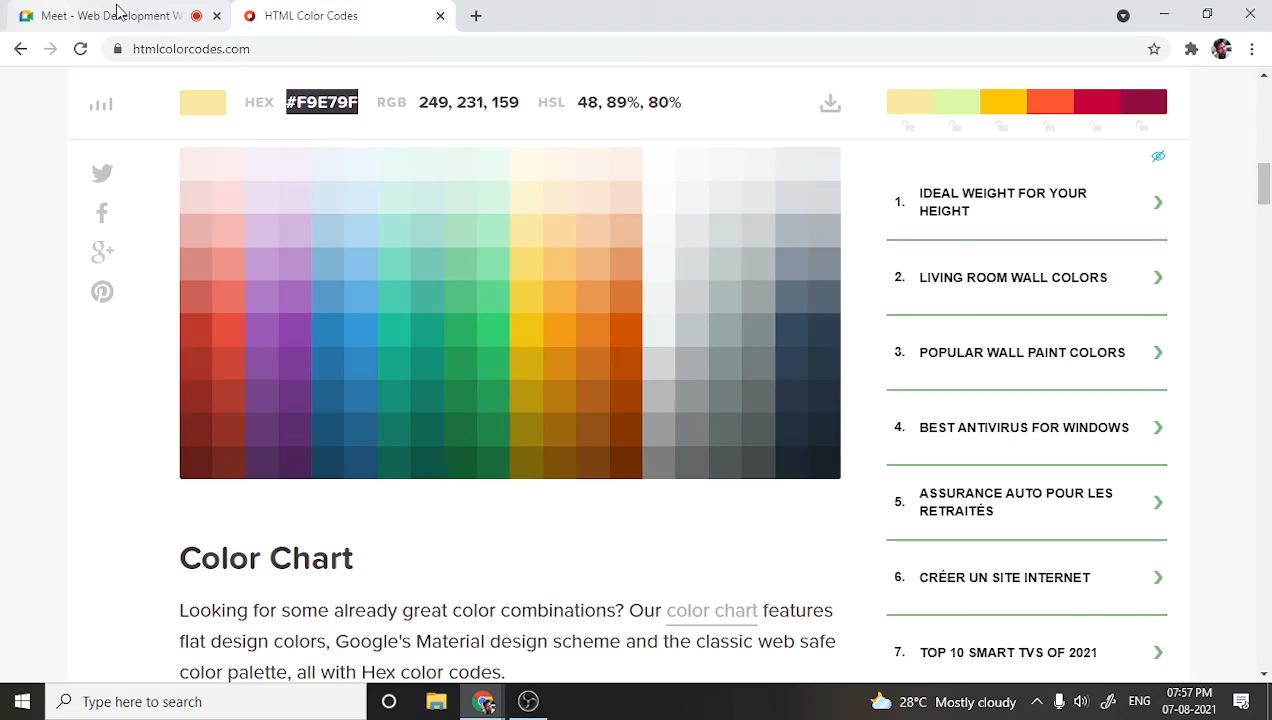 Meet - Web Development W
HTML Color Codes
htmlcolorcodes.com
HEX #F9E79F RGB 249, 231, 159 HSL 48, 89%, 80%
1. IDEAL WEIGHT FOR YOUR
HEIGHT
2. LIVING ROOM WALL COLORS
3. POPULAR WALL PAINT COLORS
4. BEST ANTIVIRUS FOR WINDOWS
5. ASSURANCE AUTO POUR LES
RETRAITÉS
6. CRÉER UN SITE INTERNET
7. TOP 10 SMART TVS OF 2021
Color Chart
Looking for some already great color combinations? Our color chart features
flat design colors, Google's Material design scheme and the classic web safe
color palette, all with Hex color codes.
Type here to search
28°C Mostly cloudy
ENG
07:57 PM
07-08-2021